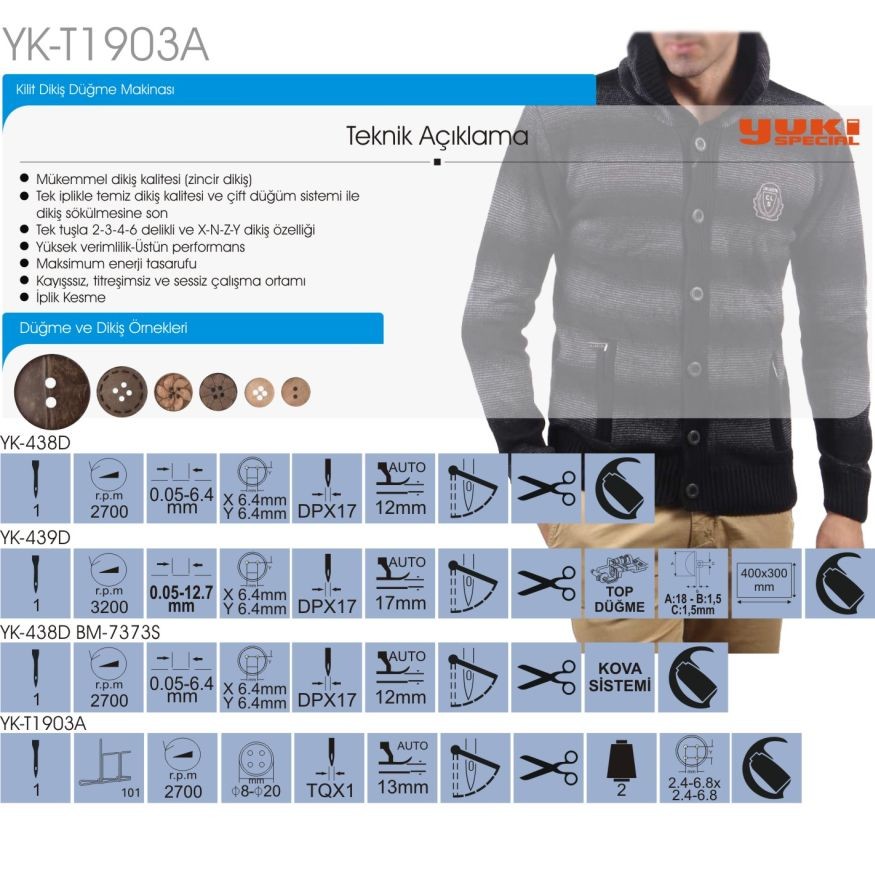 YK-T1903A
Kilit Dikiş Düğme Makinası
YUKI
SPECIAL
Teknik Açıklama
Mükemmel dikiş kalitesi (zincir dikiş)
Tek iplikle temiz dikiş kalitesi ve çift düğüm sistemi ile
dikiş sökülmesine son
Tek tuşla 2-3-4-6 delikli ve X-N-Z-Y dikiş özelliği
Yüksek verimlilik-Üstün performans
Maksimum enerji tasarufu
Kayışssız, titreşimsiz ve sessiz çalışma ortamı
İplik Kesme
Düğme ve Dikiş Örnekleri
YK-438D
1
r.p.m
2700
0.05-6.4
mm
X 6.4mm
Y 6.4mm
DPX17
AUTO
12mm
YK-439D
1
r.p.m
3200
0.05-12.7
mm
X 6.4mm
Y 6.4mm
DPX17
AUTO
17mm
TOP
DÜĞME
A:18 - B:1,5
C:1,5mm
400x300
mm
YK-438D BM-7373S
1
r.p.m
2700
0.05-6.4
mm
X 6.4mm
Y 6.4mm
DPX17
AUTO
12mm
KOVA
SİSTEMİ
YK-T1903A
1
101
r.p.m
2700
mm
Φ8-Φ20
TQX1
AUTO
13mm
2
mm
2.4-6.8x
2.4-6.8